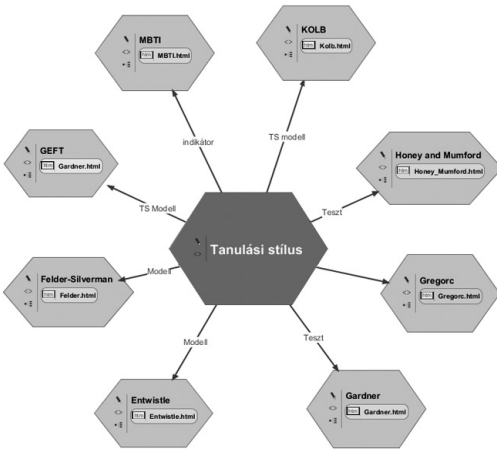 MBTI
MBTI.html
KOLB
Kolb.html
indikátor
TS modell
GEFT
Gardner.html
Honey and Mumford
Honey_Mumford.html
TS Modell
Teszt
Tanulási stílus
Felder-Silverman
Felder.html
Modell
Gregorc
Gregorc.html
Modell
Teszt
Entwistle
Entwistle.html
Gardner
Gardner.html